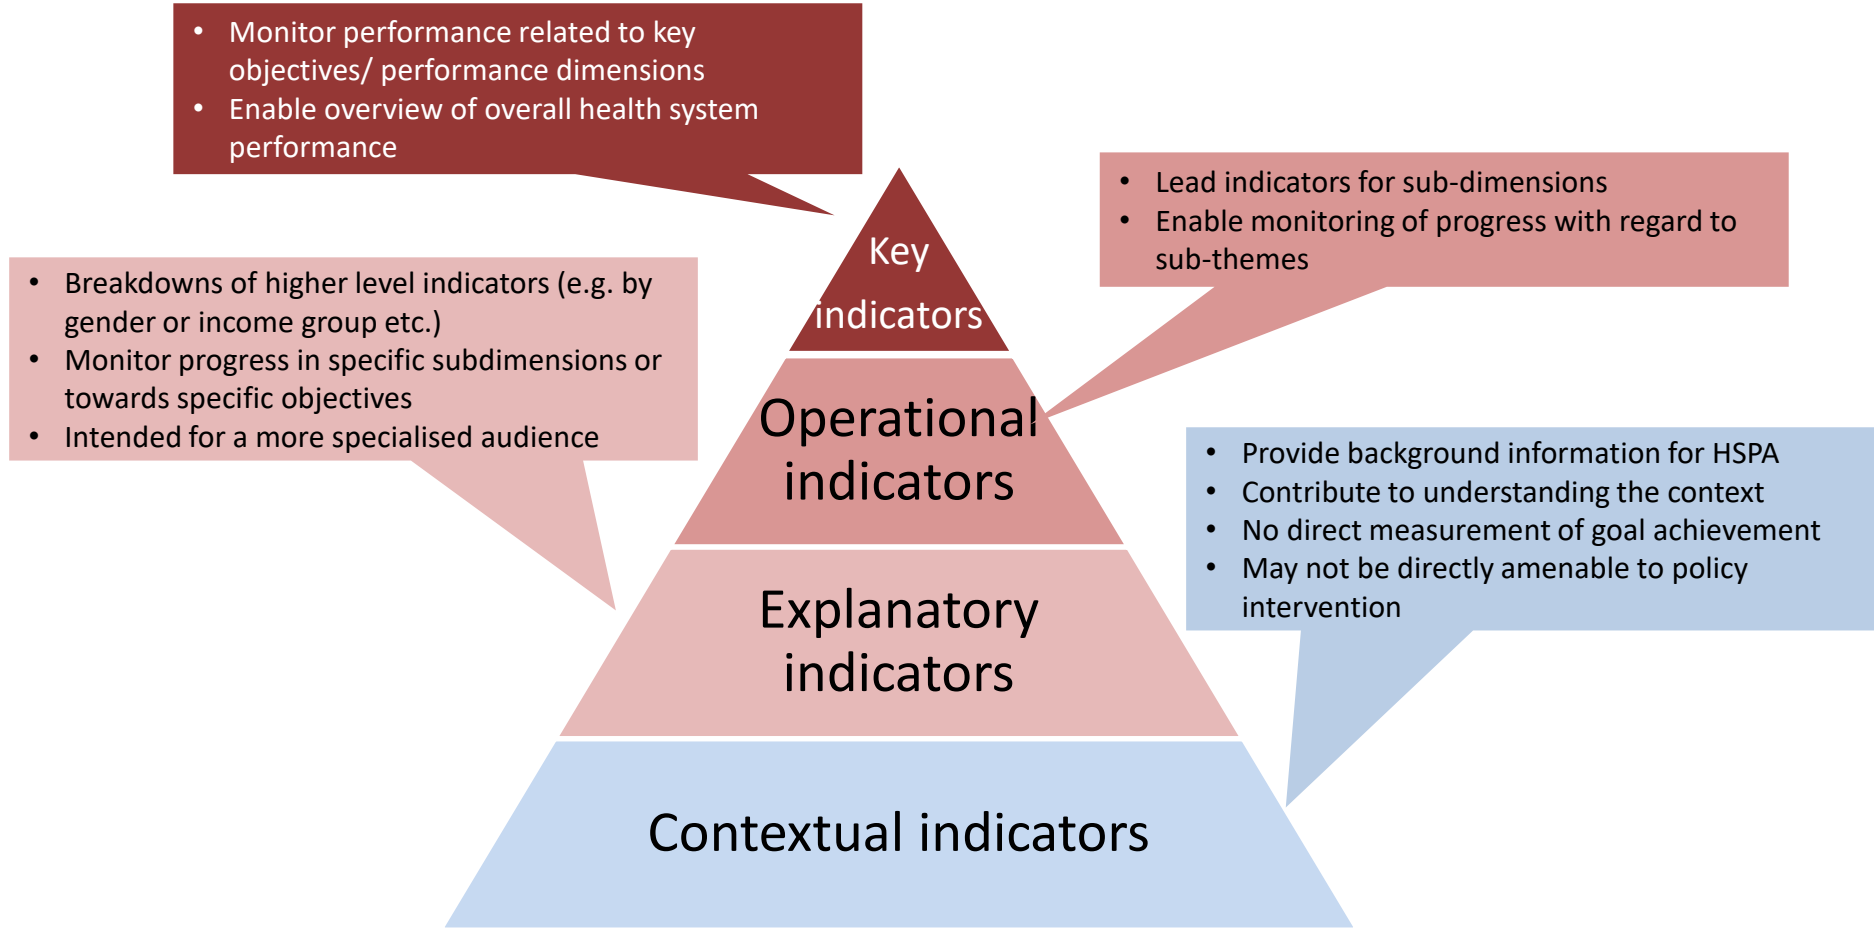 • Monitor performance related to key
objectives/ performance dimensions
• Enable overview of overall health system
performance
• Lead indicators for sub-dimensions
• Enable monitoring of progress with regard to
sub-themes
• Breakdowns of higher level indicators (e.g. by
gender or income group etc.)
• Monitor progress in specific subdimensions or
towards specific objectives
• Intended for a more specialised audience
• Provide background information for HSPA
• Contribute to understanding the context
• No direct measurement of goal achievement
• May not be directly amenable to policy
intervention
Key
indicators
Operational
indicators
Explanatory
indicators
Contextual indicators